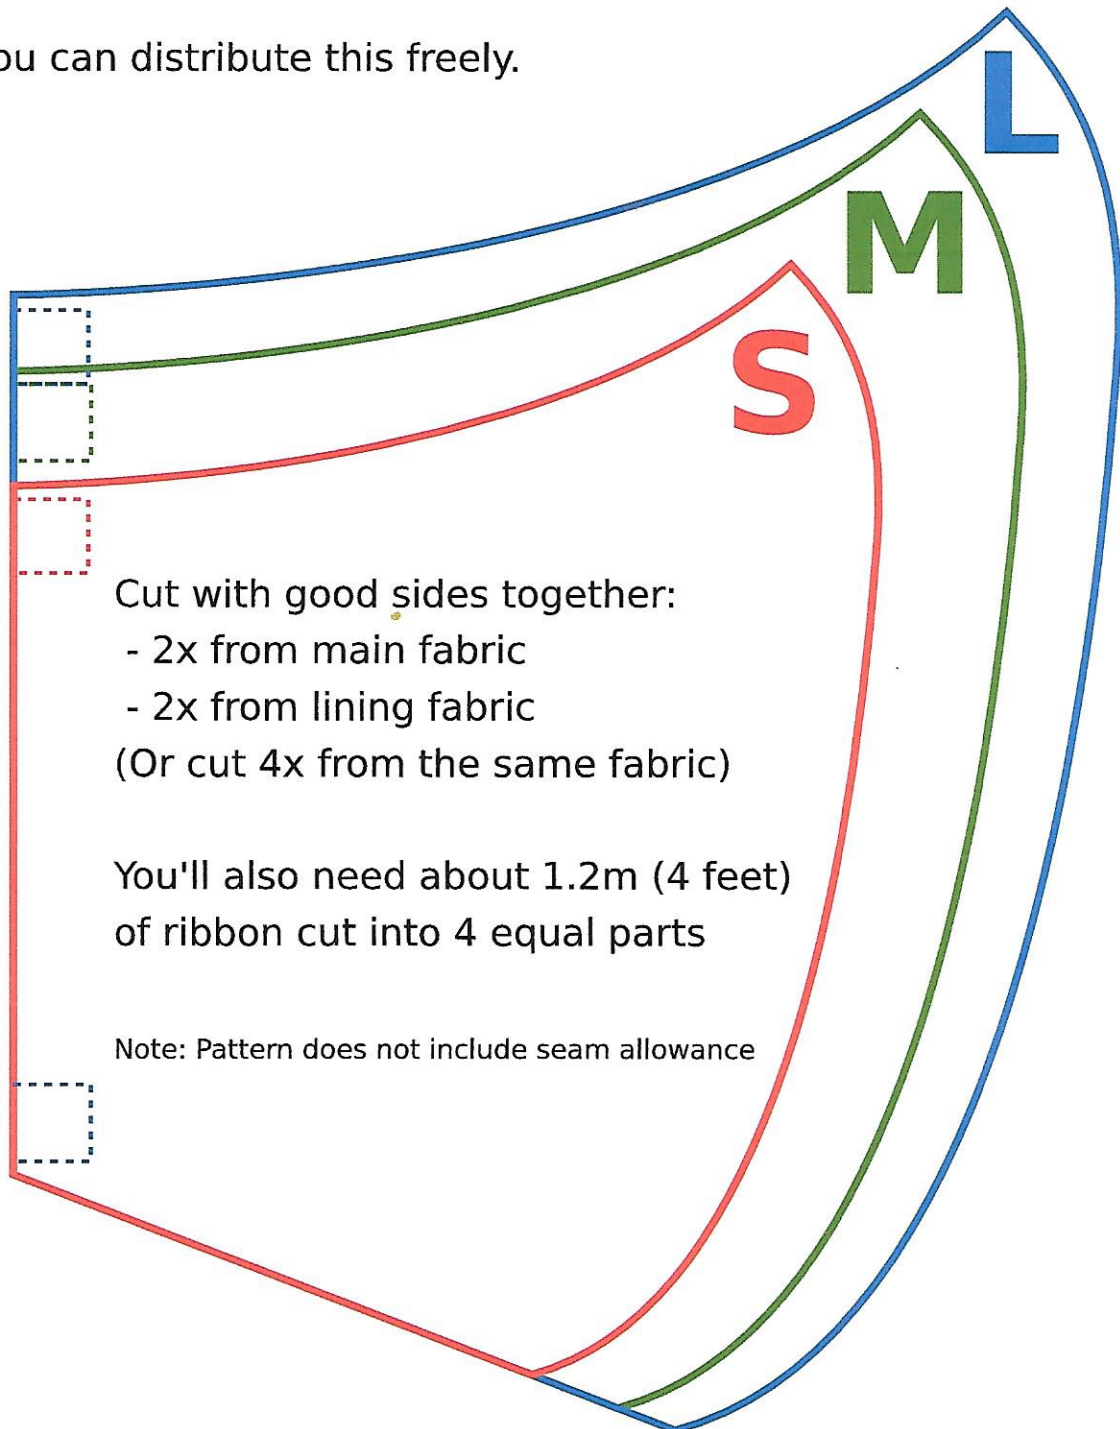 ou can distribute this freely.
L
M
S
Cut with good sides together:
- 2x from main fabric
- 2x from lining fabric
(Or cut 4x from the same fabric)
You'll also need about 1.2m (4 feet)
of ribbon cut into 4 equal parts
Note: Pattern does not include seam allowance